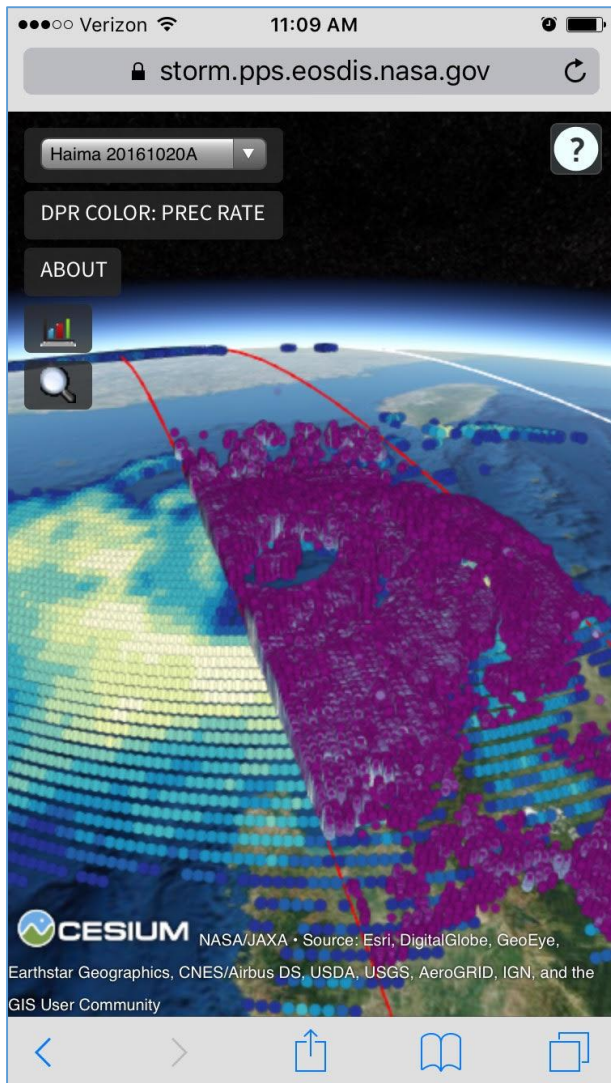 Verizon 11:09 AM
storm.pps.eosdis.nasa.gov
Haima 20161020A
?
DPR COLOR: PREC RATE
ABOUT
CESIUM NASA/JAXA • Source: Esri, DigitalGlobe, GeoEye,
Earthstar Geographics, CNES/Airbus DS, USDA, USGS, AeroGRID, IGN, and the
GIS User Community